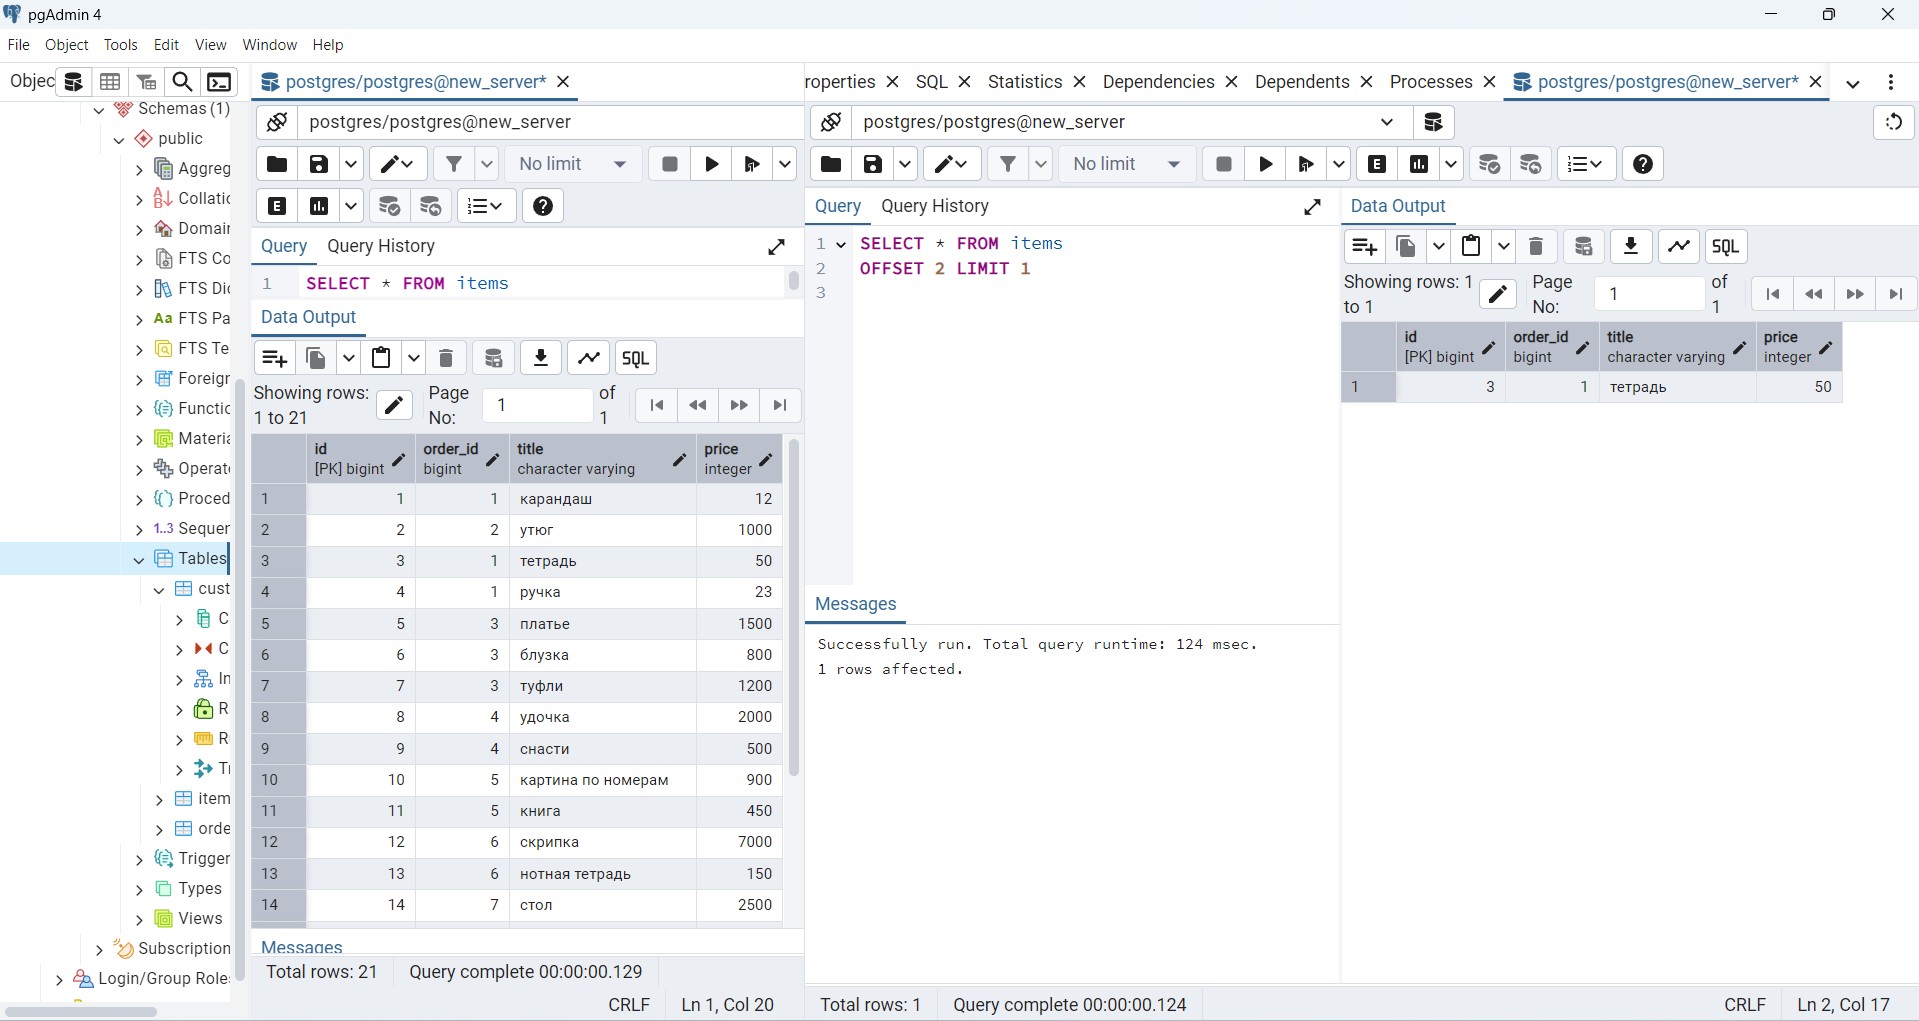 pgAdmin 4
File Object Tools Edit View Window Help
Objec
Schemas (1)
public
Aggreg
Collatic
Domair
FTS Co
FTS Dic
Aa FTS Pa
FTS Te
Foreigr
Functic
Materia
Operat
Proced
1..3 Sequer
Tables
cust
C
C
In
R
R
Tr
item
orde
Trigger
Types
Views
Subscription
Login/Group Role
postgres/postgres@new_server*
postgres/postgres@new_server
No limit
E
Query Query History
1 SELECT * FROM items
Data Output
SQL
Showing rows: 1 to 21 Page No: 1 of 1
id [PK] bigint order_id bigint title character varying price integer
1 1 1 карандаш 12
2 2 2 утюг 1000
3 3 1 тетрадь 50
4 4 1 ручка 23
5 5 3 платье 1500
6 6 3 блузка 800
7 7 3 туфли 1200
8 8 4 удочка 2000
9 9 4 снасти 500
10 10 5 картина по номерам 900
11 11 5 книга 450
12 12 6 скрипка 7000
13 13 6 нотная тетрадь 150
14 14 7 стол 2500
Messages
Total rows: 21 Query complete 00:00:00.129
CRLF Ln 1, Col 20
roperties SQL Statistics Dependencies Dependents Processes postgres/postgres@new_server*
postgres/postgres@new_server
No limit E
Query Query History
1 SELECT * FROM items
2 OFFSET 2 LIMIT 1
3
Messages
Successfully run. Total query runtime: 124 msec.
1 rows affected.
Data Output
SQL
Showing rows: 1 to 1 Page No: 1 of 1
id [PK] bigint order_id bigint title character varying price integer
1 3 1 тетрадь 50
Total rows: 1 Query complete 00:00:00.124 CRLF Ln 2, Col 17